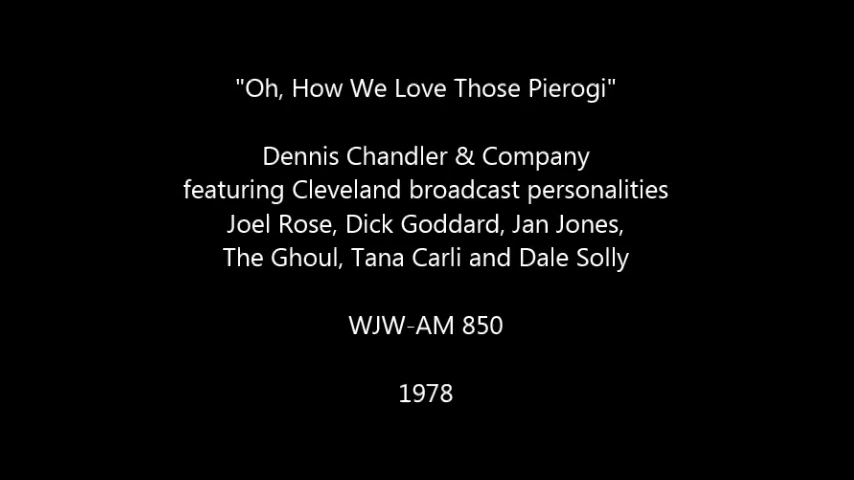 "Oh, How We Love Those Pierogi"
Dennis Chandler & Company
featuring Cleveland broadcast personalities
Joel Rose, Dick Goddard, Jan Jones,
The Ghoul, Tana Carli and Dale Solly
WJW-AM 850
1978